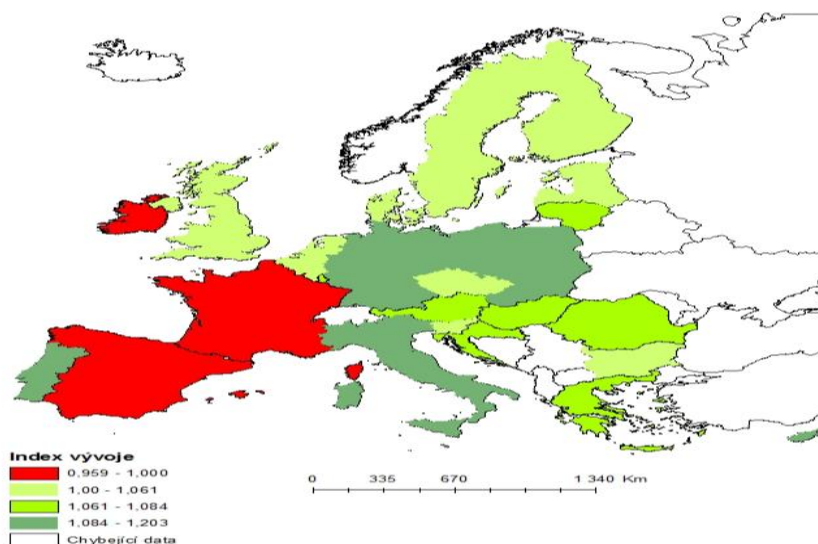 0 335 670 1 340 Km
Index vývoje
0,959 - 1,000
1,00 - 1,061
1,061 - 1,084
1,084 - 1,203
Chybející data